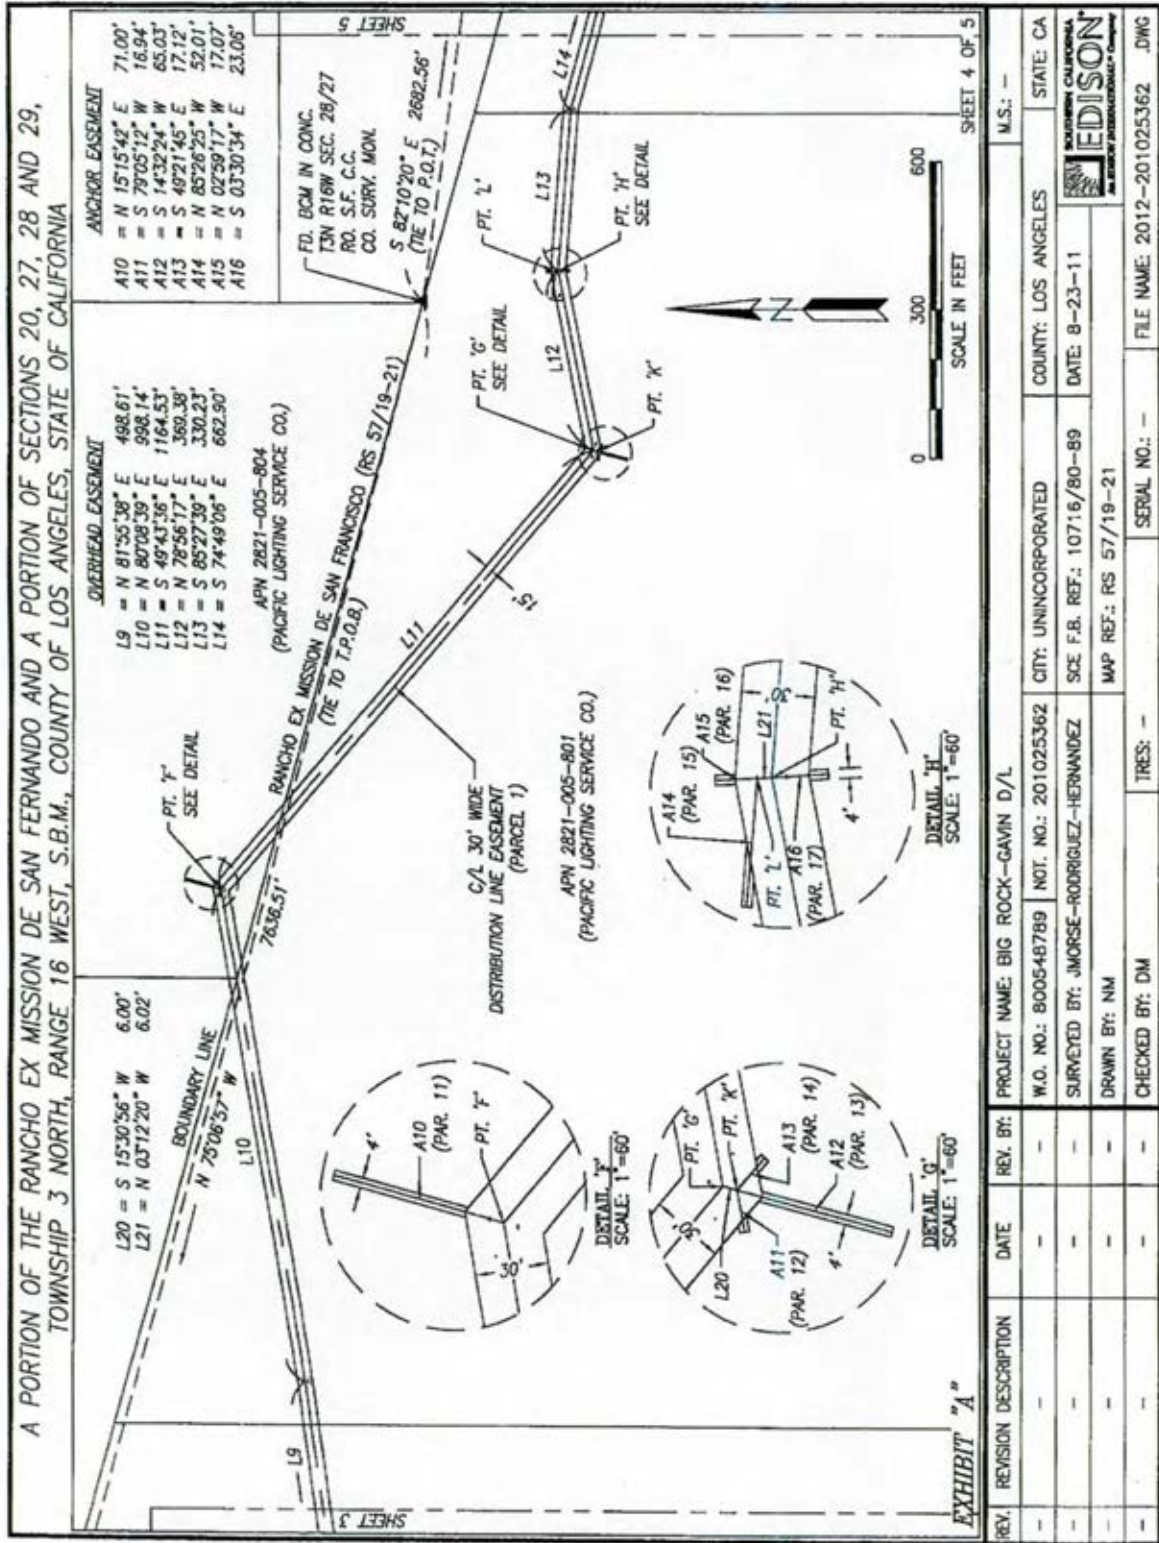 A PORTION OF THE RANCHO EX MISSION DE SAN FERNANDO AND A PORTION OF SECTIONS 20, 27, 28 AND 29,
TOWNSHIP 3 NORTH, RANGE 16 WEST, S.B.M., COUNTY OF LOS ANGELES, STATE OF CALIFORNIA
L20 = S 15°30'56" W 6.00'
L21 = N 03°12'20" W 6.02'
OVERHEAD EASEMENT
L9 = N 81°55'38" E 498.61'
L10 = N 80°08'39" E 998.14'
L11 = S 49°43'36" E 1164.53'
L12 = N 78°56'17" E 369.38'
L13 = S 85°27'39" E 330.23'
L14 = S 74°49'06" E 662.90'
ANCHOR EASEMENT
A10 = N 15°15'42" E 71.00'
A11 = S 79°05'12" W 16.94'
A12 = S 14°32'24" W 65.03'
A13 = S 49°21'45" E 17.12'
A14 = N 85°26'25" W 52.01'
A15 = N 02°59'17" W 17.07'
A16 = S 03°30'34" E 23.06'
BOUNDARY LINE
N 75°06'57" W
7636.51'
RANCHO EX MISSION DE SAN FRANCISCO (RS 57/19-21)
(TIE TO T.P.O.B.)
APN 2821-005-804
(PACIFIC LIGHTING SERVICE CO.)
FD. BCM IN CONC.
T3N R16W SEC. 28/27
RO. S.F. C.C.
CO. SURV. MON.
S 82°10'20" E 2682.56'
(TIE TO P.O.T.)
SHEET 3
SHEET 5
L9
L10
PT. 'F'
SEE DETAIL
L11
15'
C/L 30' WIDE
DISTRIBUTION LINE EASEMENT
(PARCEL 1)
APN 2821-005-801
(PACIFIC LIGHTING SERVICE CO.)
PT. 'G'
SEE DETAIL
PT. 'K'
L12
PT. 'L'
PT. 'H'
SEE DETAIL
L13
L14
4'
A10
(PAR. 11)
PT. 'F'
30'
DETAIL 'F'
SCALE: 1"=60'
PT. 'G'
PT. 'K'
L20
A11
(PAR. 12)
A13
(PAR. 14)
A12
(PAR. 13)
4'
DETAIL 'G'
SCALE: 1"=60'
A14
(PAR. 15)
A15
(PAR. 16)
L21
PT. 'L'
PT. 'H'
A16
(PAR. 17)
4'
DETAIL 'H'
SCALE: 1"=60'
N
0 300 600
SCALE IN FEET
EXHIBIT "A"
SHEET 4 OF 5
REV. REVISION DESCRIPTION DATE REV. BY:
PROJECT NAME: BIG ROCK-GAVIN D/L M.S.: -
W.O. NO.: 800548789 NOT. NO.: 201025362 CITY: UNINCORPORATED COUNTY: LOS ANGELES STATE: CA
SURVEYED BY: JMORSE-RODRIGUEZ-HERNANDEZ SCE F.B. REF.: 10716/80-89 DATE: 8-23-11
DRAWN BY: NM MAP REF.: RS 57/19-21
CHECKED BY: DM TRES: - SERIAL NO.: - FILE NAME: 2012-201025362 .DWG
SOUTHERN CALIFORNIA
EDISON
An EDISON INTERNATIONAL Company